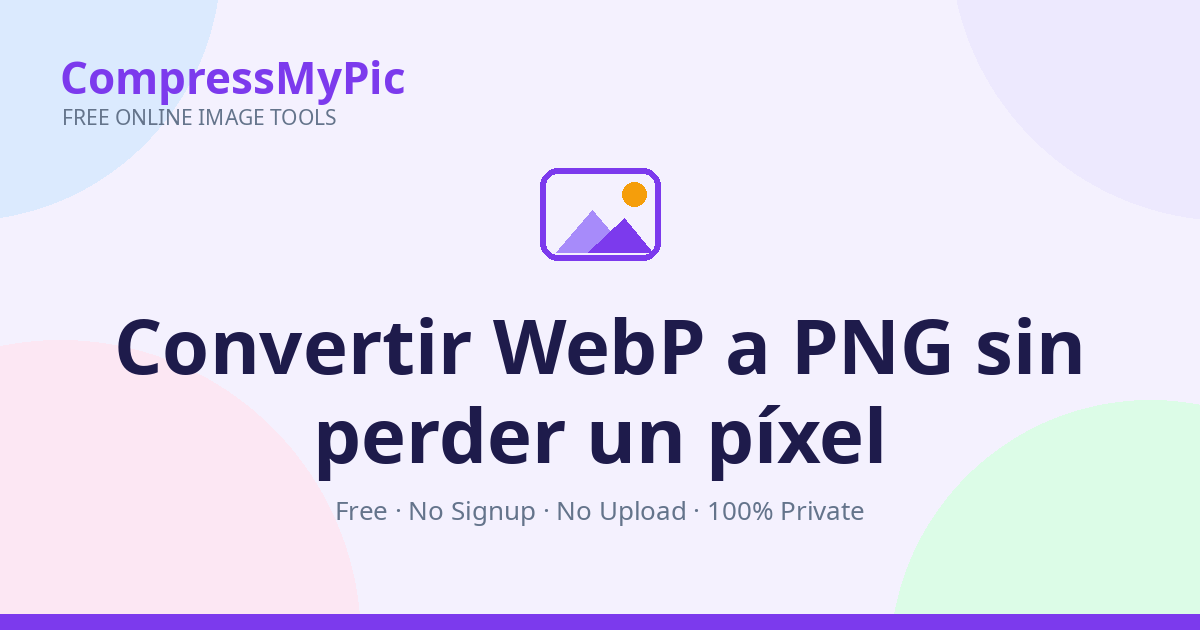 CompressMyPic
FREE ONLINE IMAGE TOOLS
Convertir WebP a PNG sin
perder un píxel
Free · No Signup · No Upload · 100% Private